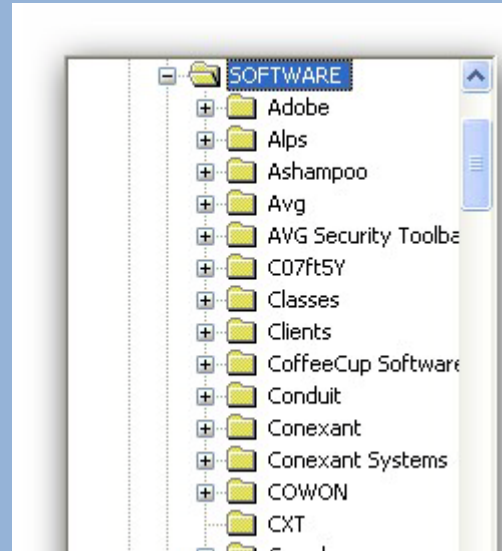 SOFTWARE
Adobe
Alps
Ashampoo
Avg
AVG Security Toolba
C07ft5Y
Classes
Clients
CoffeeCup Software
Conduit
Conexant
Conexant Systems
COWON
CXT